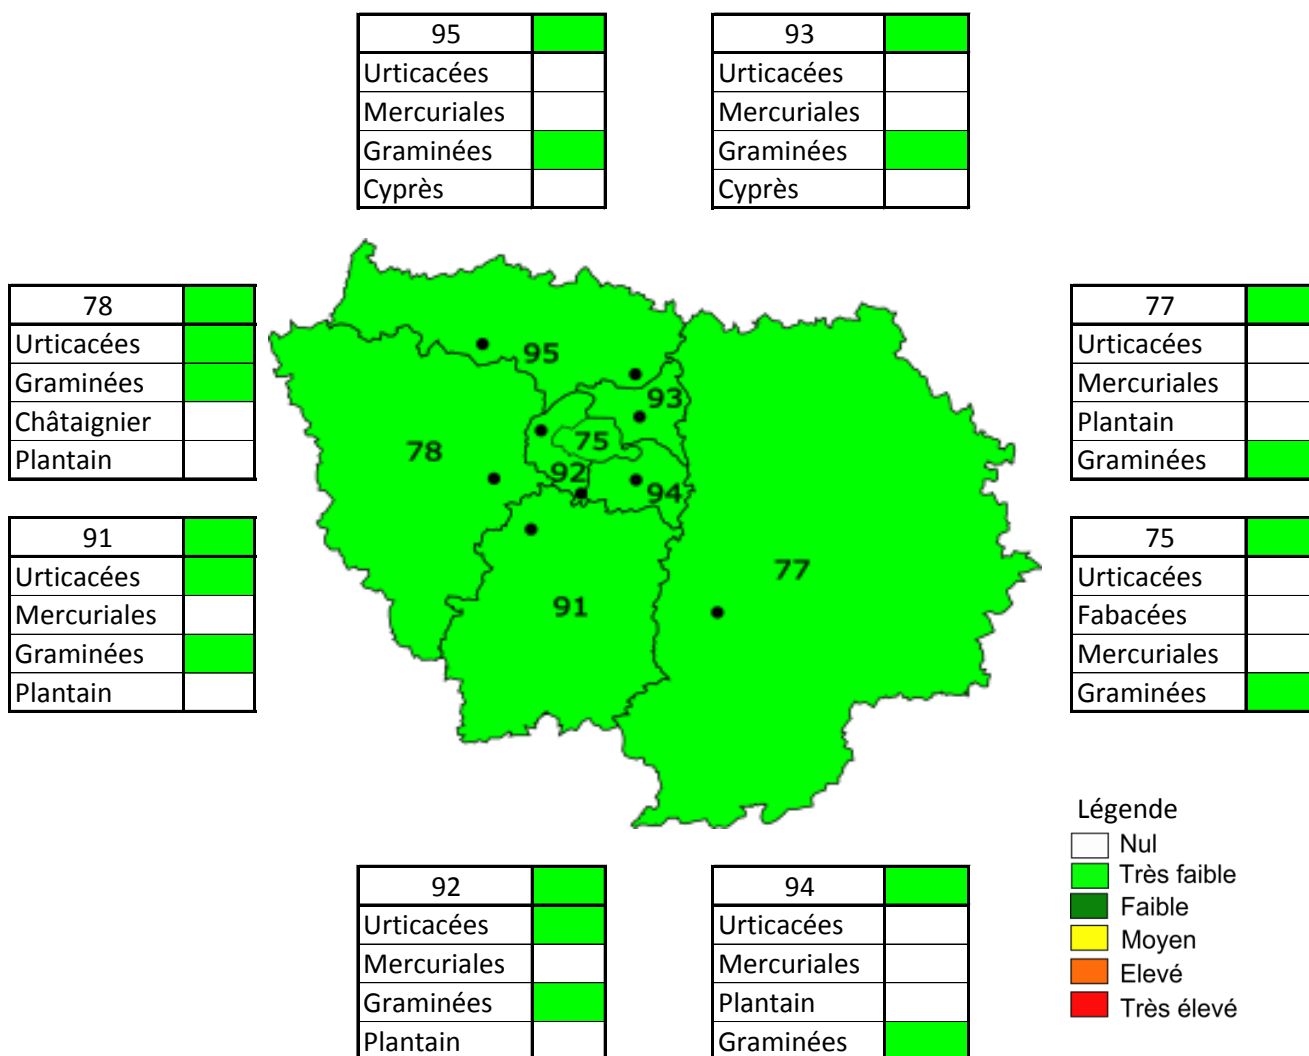 95
Urticacées
Mercuriales
Graminées
Cyprès
93
Urticacées
Mercuriales
Graminées
Cyprès
78
Urticacées
Graminées
Châtaignier
Plantain
91
Urticacées
Mercuriales
Graminées
Plantain
95
93
75
78
92
94
77
91
77
Urticacées
Mercuriales
Plantain
Graminées
75
Urticacées
Fabacées
Mercuriales
Graminées
92
Urticacées
Mercuriales
Graminées
Plantain
94
Urticacées
Mercuriales
Plantain
Graminées
Légende
Nul
Très faible
Faible
Moyen
Elevé
Très élevé